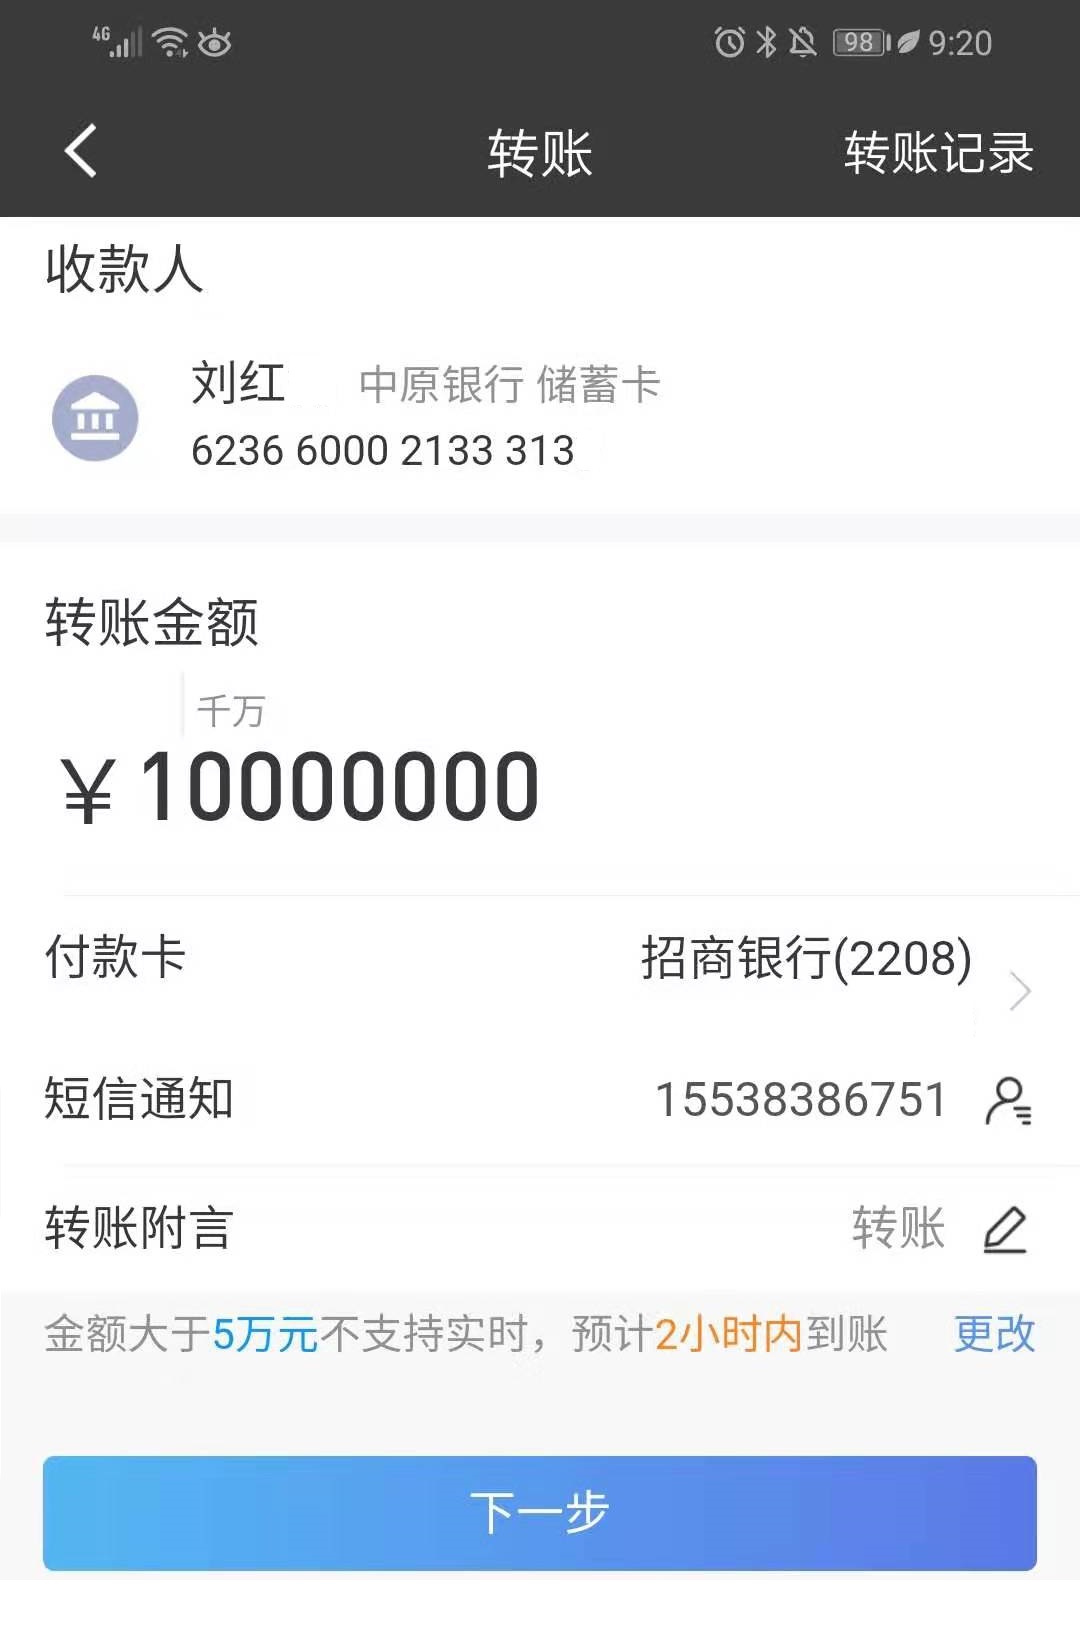 4G 98 9:20
转账 转账记录
收款人
刘红 中原银行 储蓄卡
6236 6000 2133 313
转账金额
千万
¥10000000
付款卡 招商银行(2208)
短信通知 15538386751
转账附言 转账
金额大于5万元不支持实时，预计2小时内到账 更改
下一步